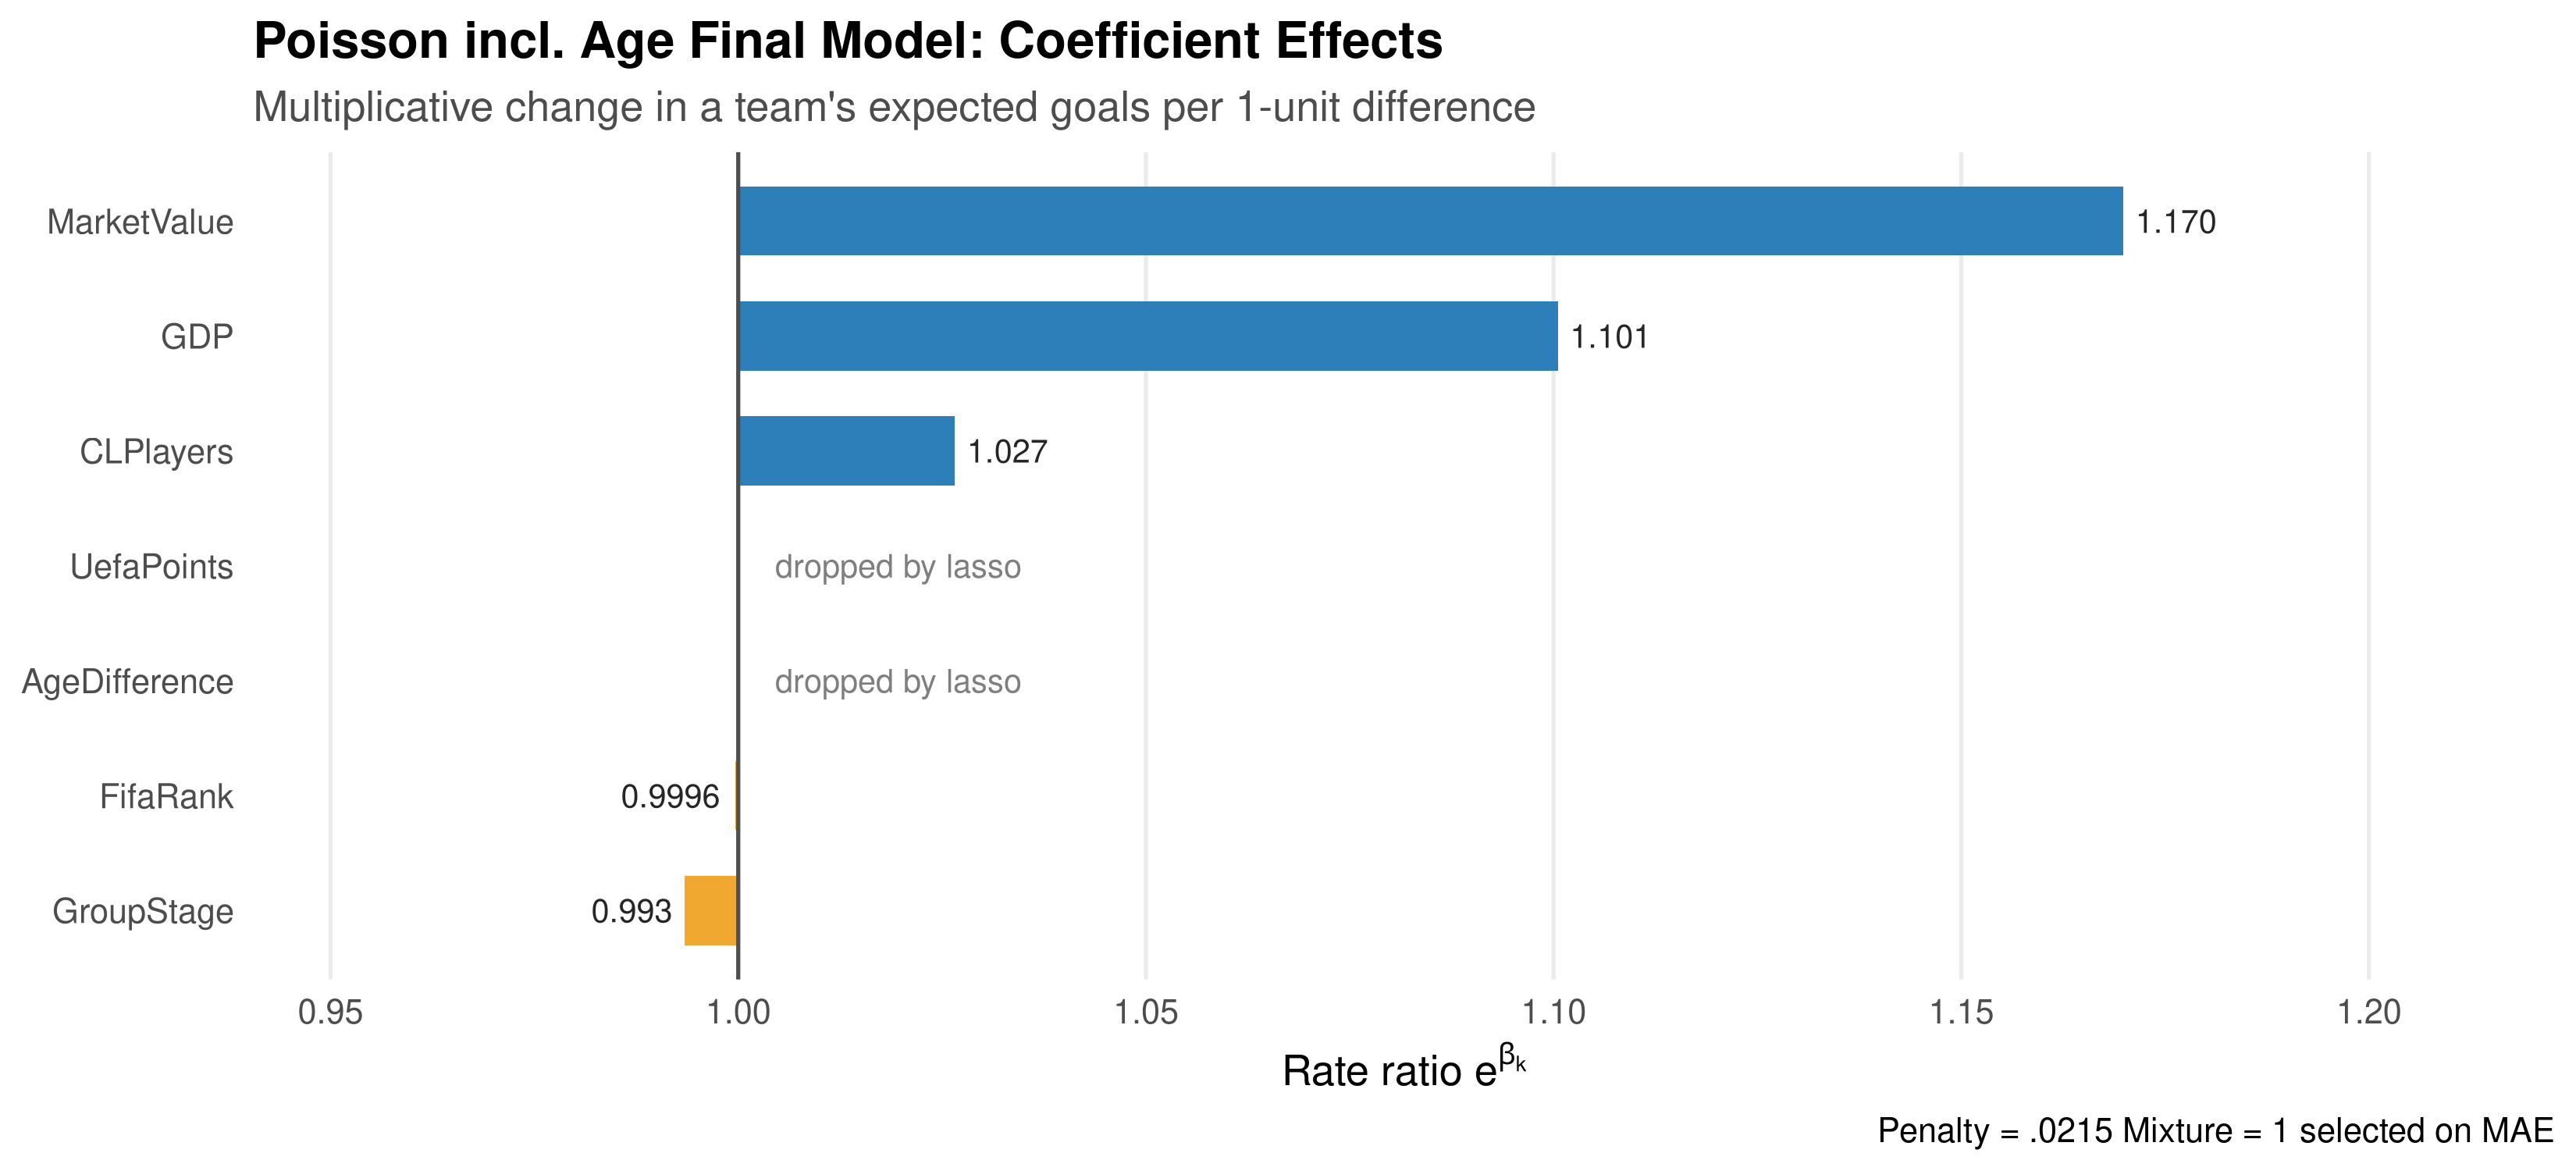 Poisson incl. Age Final Model: Coefficient Effects
Multiplicative change in a team's expected goals per 1-unit difference
MarketValue 1.170
GDP 1.101
CLPlayers 1.027
UefaPoints dropped by lasso
AgeDifference dropped by lasso
FifaRank 0.9996
GroupStage 0.993
0.95 1.00 1.05 1.10 1.15 1.20
Rate ratio e^βₖ
Penalty = .0215 Mixture = 1 selected on MAE